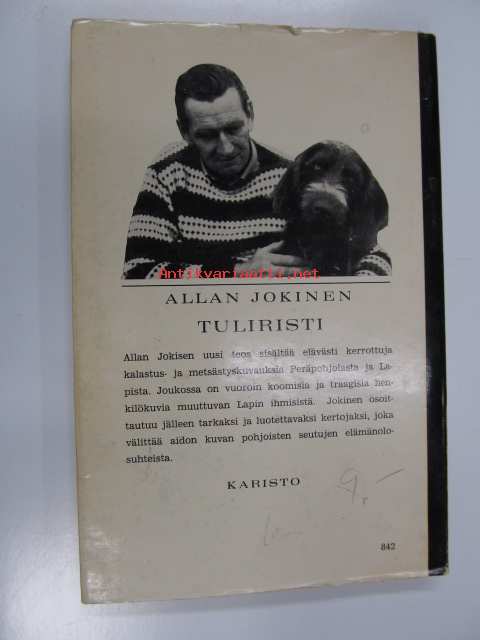 Antikvariaatti.net
ALLAN JOKINEN
TULIRISTI
Allan Jokisen uusi teos sisältää elävästi kerrottuja
kalastus- ja metsästyskuvauksia Peräpohjolasta ja La-
pista. Joukossa on vuoroin koomisia ja traagisia hen-
kilökuvia muuttuvan Lapin ihmisistä. Jokinen osoit-
tautuu jälleen tarkaksi ja luotettavaksi kertojaksi, joka
välittää aidon kuvan pohjoisten seutujen elämänolo-
suhteista.
KARISTO
9,-
842